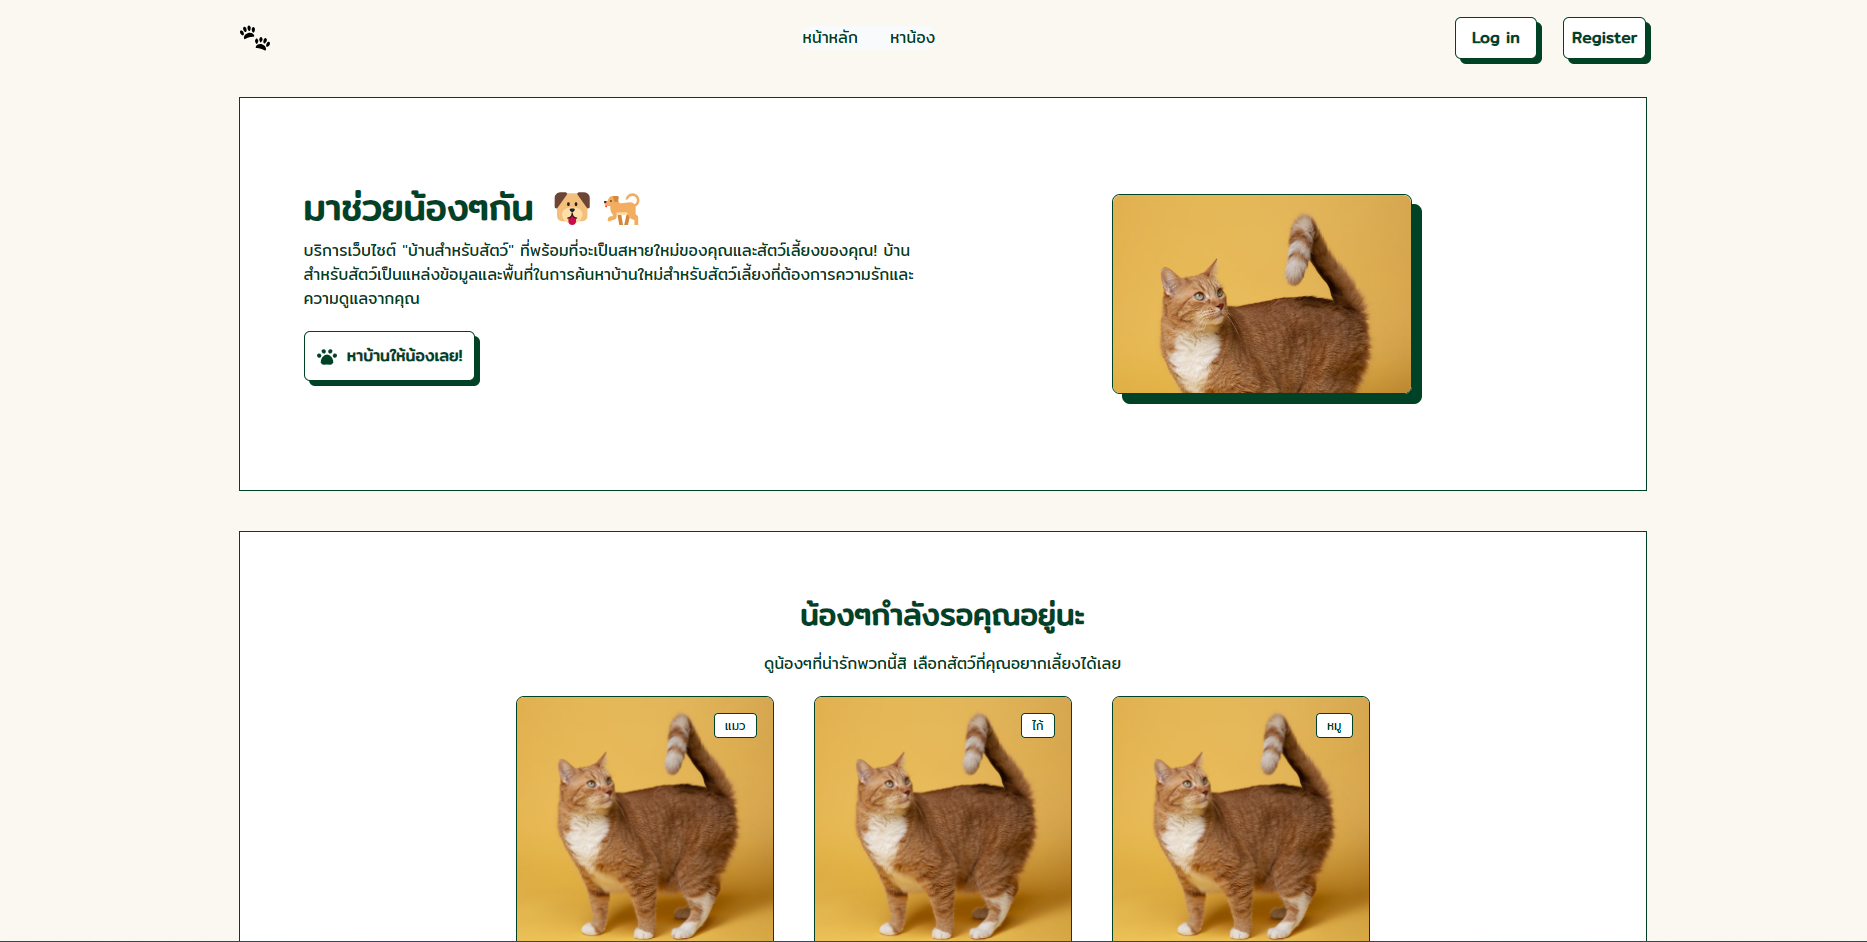 หน้าหลัก
หาน้อง
Log in
Register
มาช่วยน้องๆกัน
บริการเว็บไซต์ "บ้านสำหรับสัตว์" ที่พร้อมที่จะเป็นสหายใหม่ของคุณและสัตว์เลี้ยงของคุณ! บ้าน
สำหรับสัตว์เป็นแหล่งข้อมูลและพื้นที่ในการค้นหาบ้านใหม่สำหรับสัตว์เลี้ยงที่ต้องการความรักและ
ความดูแลจากคุณ
หาบ้านให้น้องเลย!
น้องๆกำลังรอคุณอยู่นะ
ดูน้องๆที่น่ารักพวกนี้สิ เลือกสัตว์ที่คุณอยากเลี้ยงได้เลย
แมว
ไก้
หมู